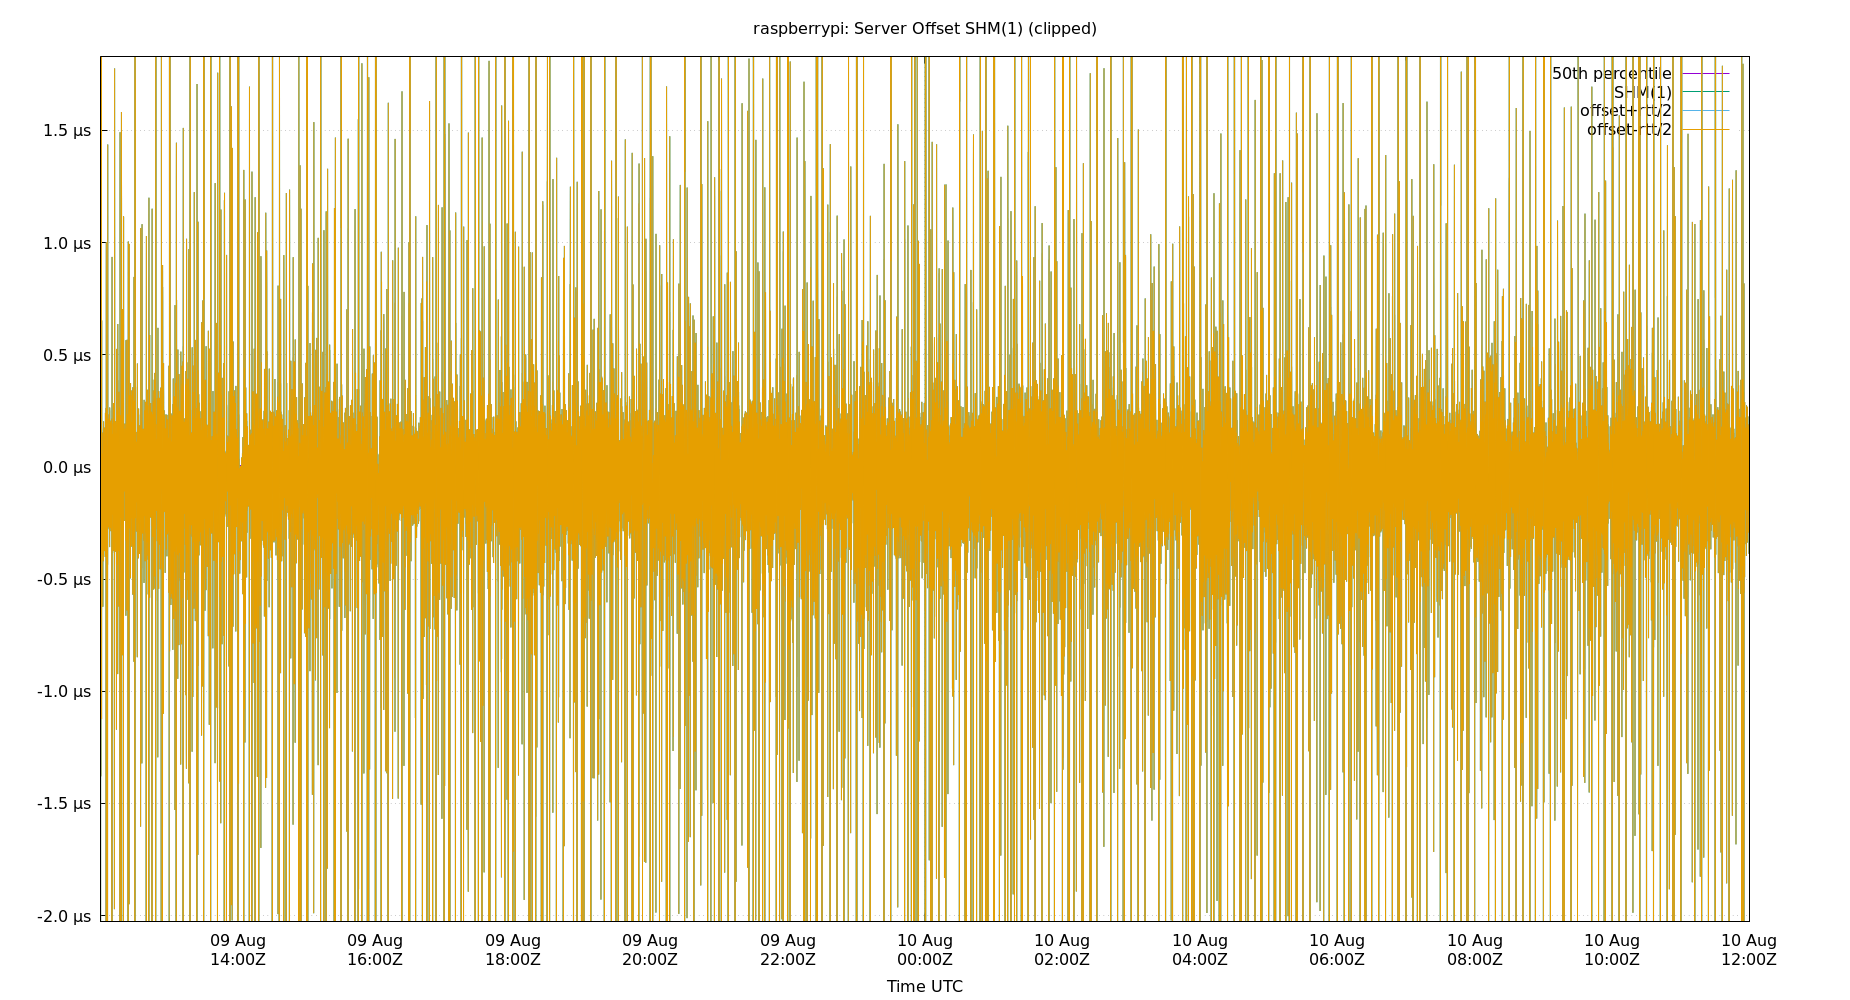 raspberrypi: Server Offset SHM(1) (clipped)
50th percentile
SHM(1)
offset+rtt/2
offset-rtt/2
1.5 µs
1.0 µs
0.5 µs
0.0 µs
-0.5 µs
-1.0 µs
-1.5 µs
-2.0 µs
09 Aug 09 Aug 09 Aug 09 Aug 09 Aug 10 Aug 10 Aug 10 Aug 10 Aug 10 Aug 10 Aug 10 Aug
14:00Z 16:00Z 18:00Z 20:00Z 22:00Z 00:00Z 02:00Z 04:00Z 06:00Z 08:00Z 10:00Z 12:00Z
Time UTC